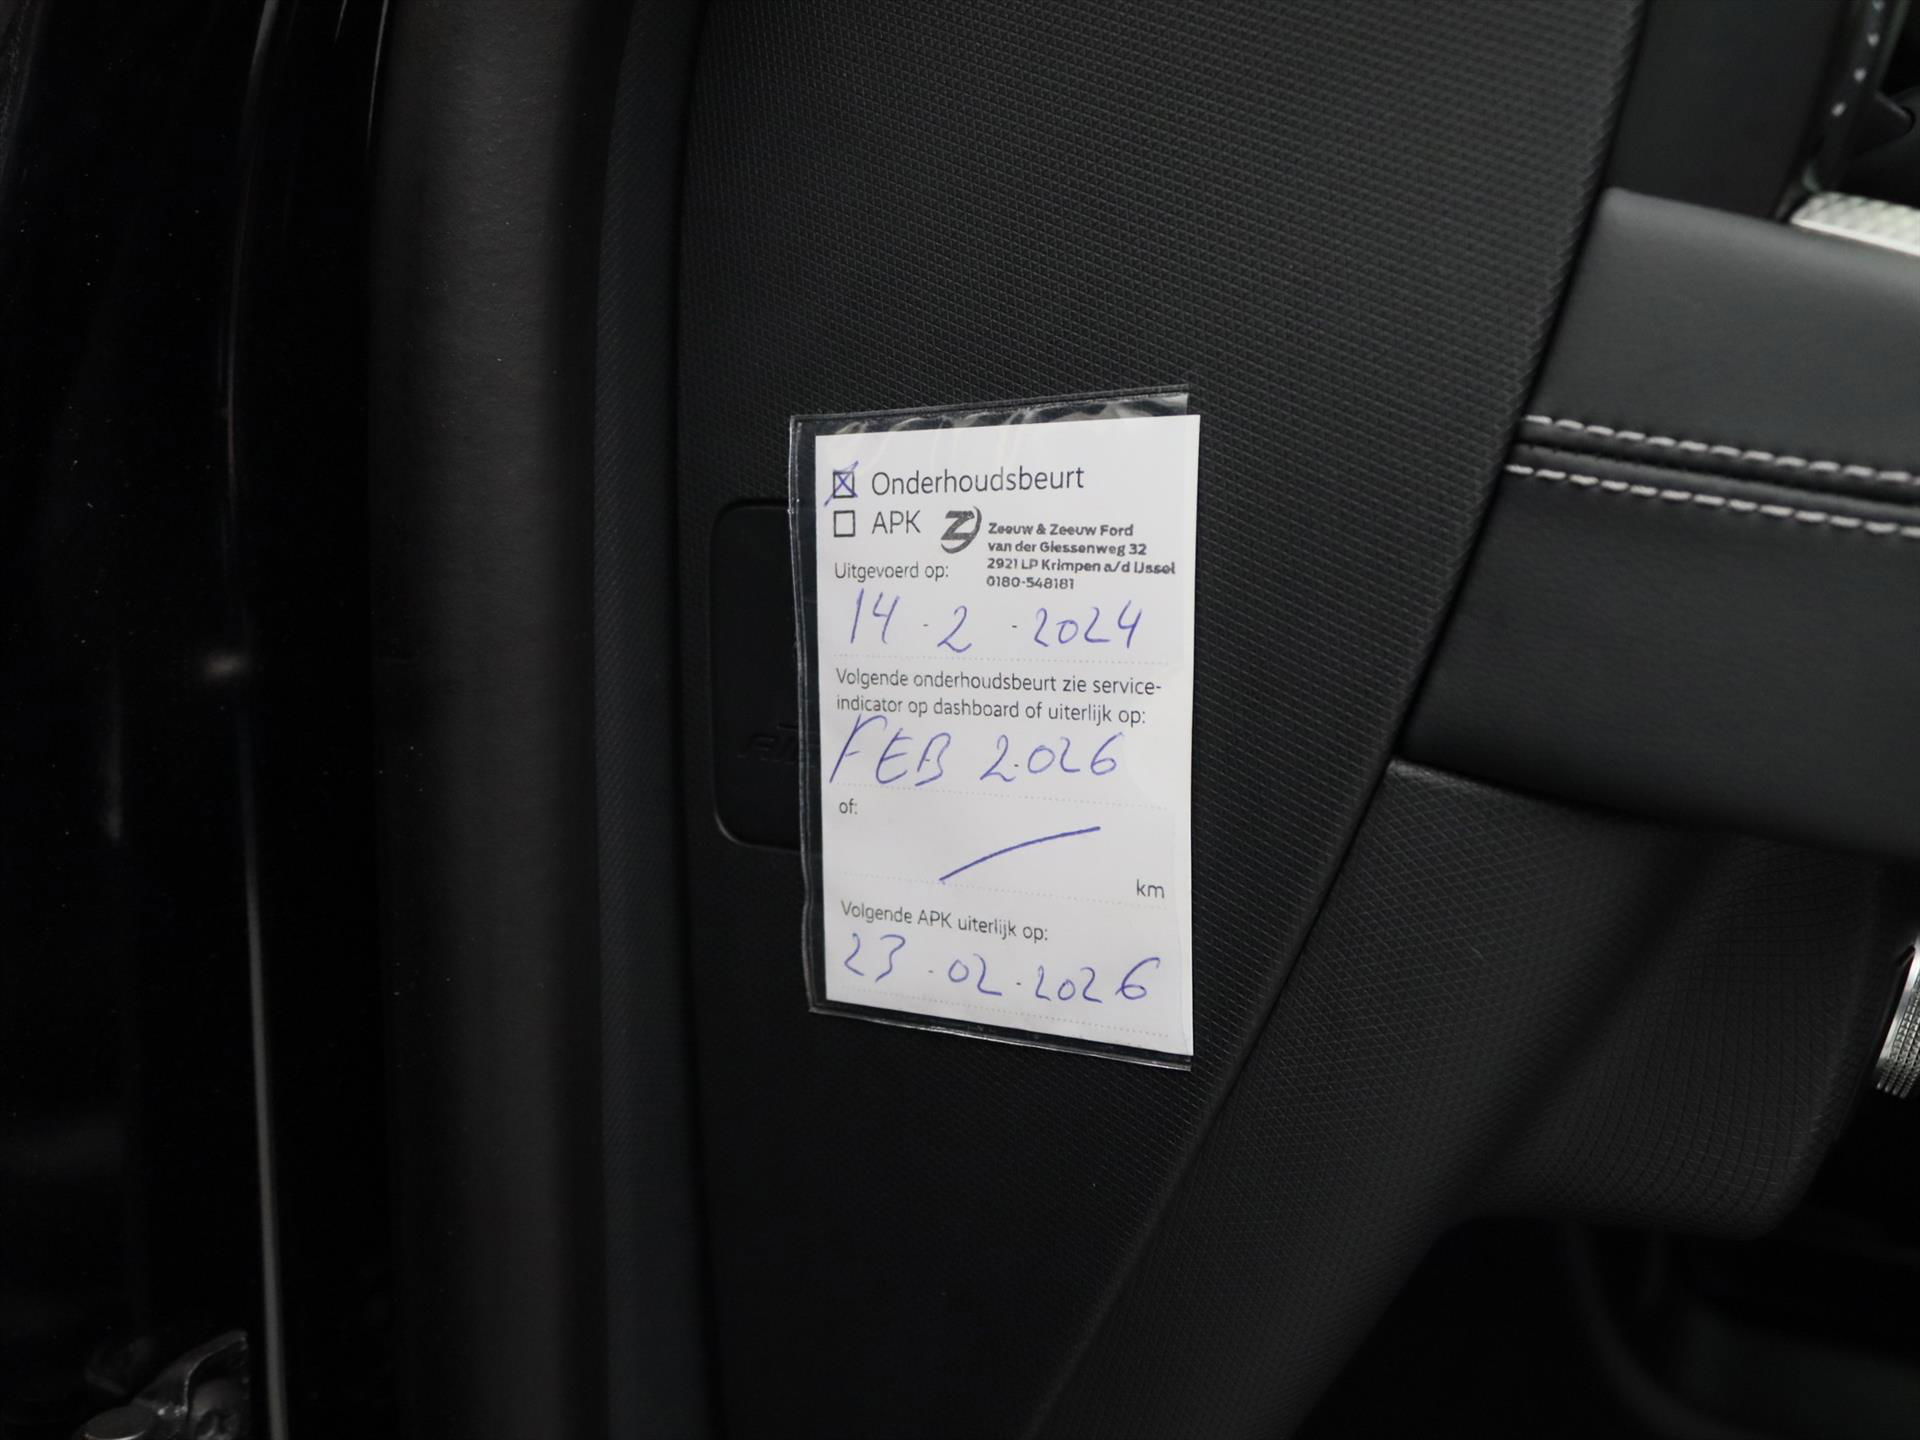 Onderhoudsbeurt
APK
Zeeuw & Zeeuw Ford
van der Giessenweg 32
2921 LP Krimpen a/d IJssel
0180-548181
Uitgevoerd op:
14 - 2 - 2024
Volgende onderhoudsbeurt zie service-
indicator op dashboard of uiterlijk op:
FEB 2026
of:
km
Volgende APK uiterlijk op:
23-02-2026